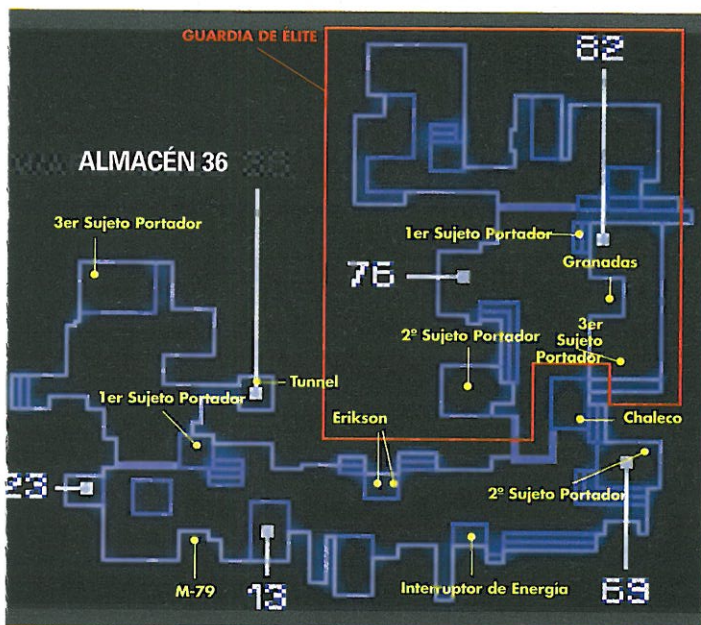 GUARDIA DE ÉLITE
82
ALMACÉN 36
3er Sujeto Portador
1er Sujeto Portador
Granadas
76
2º Sujeto Portador
3er
Sujeto
Portador
Tunnel
1er Sujeto Portador
Erikson
Chaleco
23
2º Sujeto Portador
M-79
13
Interruptor de Energía
69